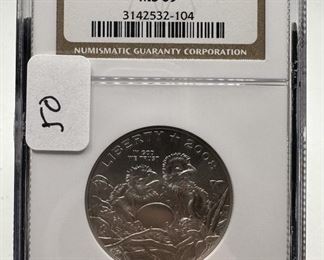 MS 69
3142532-104
NUMISMATIC GUARANTY CORPORATION
50
LIBERTY 2008
IN GOD
WE TRUST